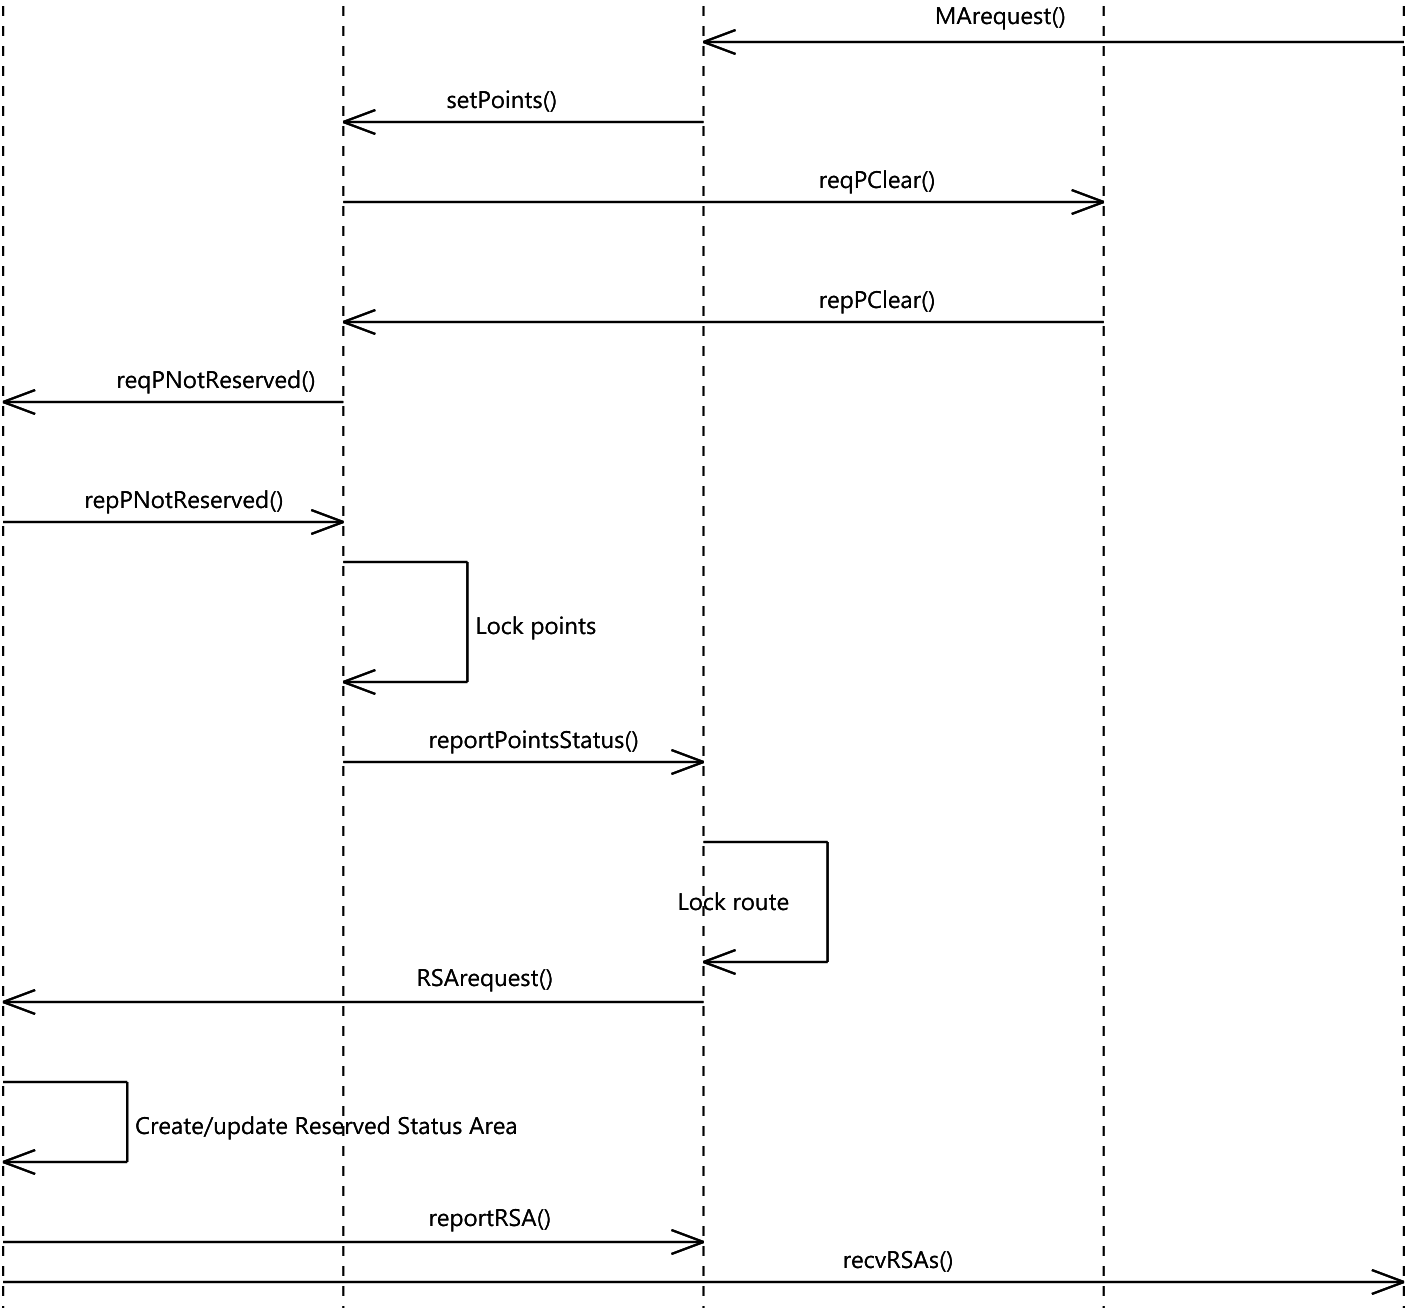 MArequest()
setPoints()
reqPClear()
repPClear()
reqPNotReserved()
repPNotReserved()
Lock points
reportPointsStatus()
Lock route
RSArequest()
Create/update Reserved Status Area
reportRSA()
recvRSAs()